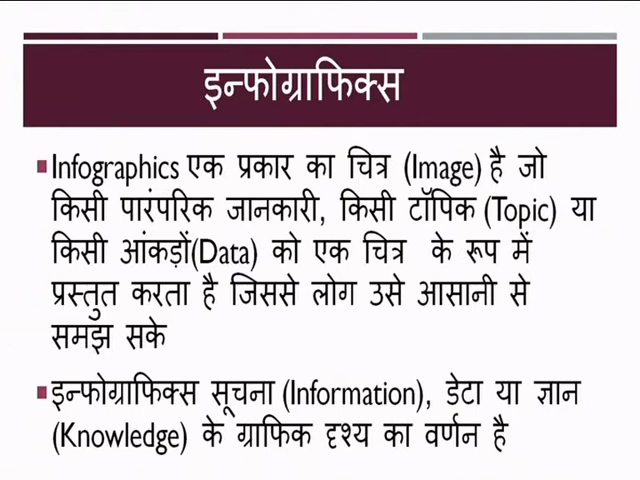 इन्फोग्राफिक्स
Infographics एक प्रकार का चित्र (Image) है जो
किसी पारंपरिक जानकारी, किसी टॉपिक (Topic) या
किसी आंकड़ों(Data) को एक चित्र के रूप में
प्रस्तुत करता है जिससे लोग उसे आसानी से
समझ सके
इन्फोग्राफिक्स सूचना (Information), डेटा या ज्ञान
(Knowledge) के ग्राफिक दृश्य का वर्णन है